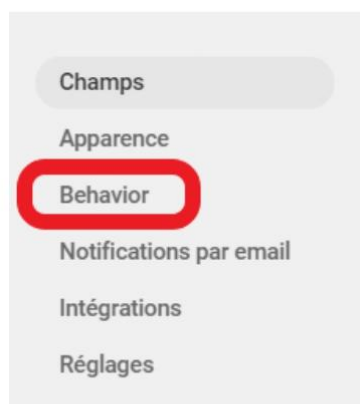 Champs
Apparence
Behavior
Notifications par email
Intégrations
Réglages